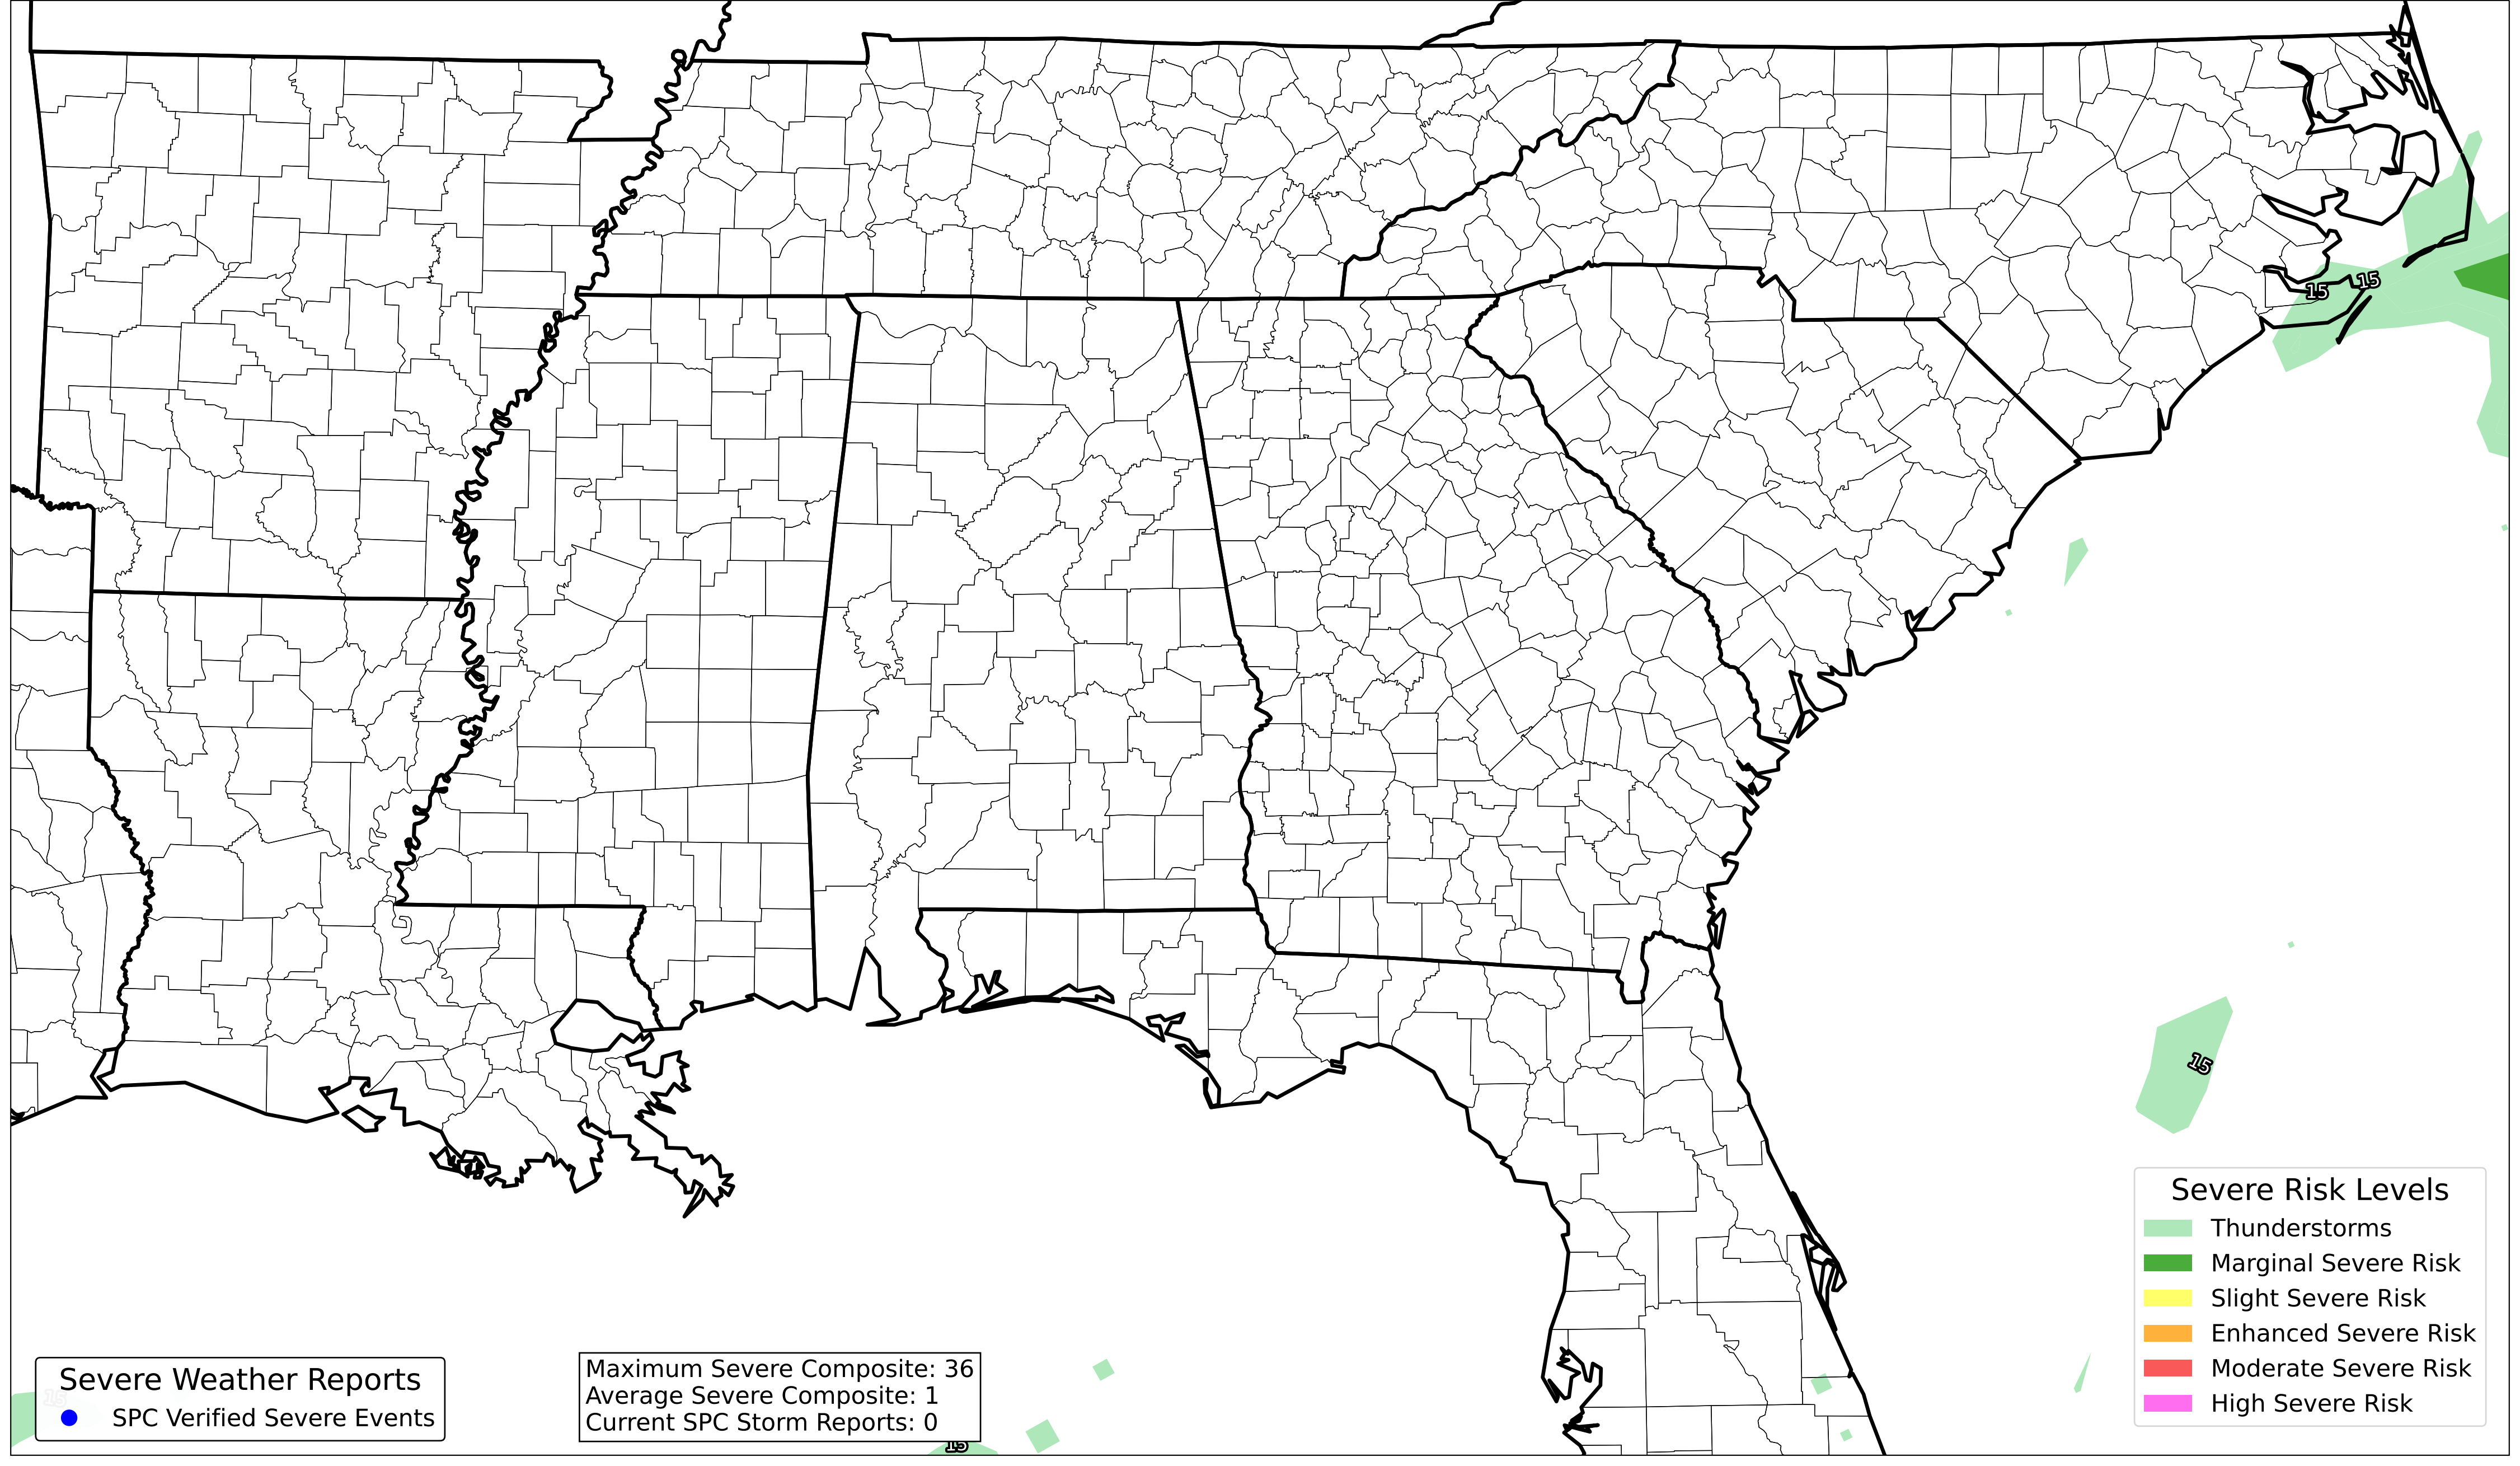 15
15
15
Severe Risk Levels
Thunderstorms
Marginal Severe Risk
Slight Severe Risk
Enhanced Severe Risk
Moderate Severe Risk
High Severe Risk
Severe Weather Reports
SPC Verified Severe Events
15
Maximum Severe Composite: 36
Average Severe Composite: 1
Current SPC Storm Reports: 0
15